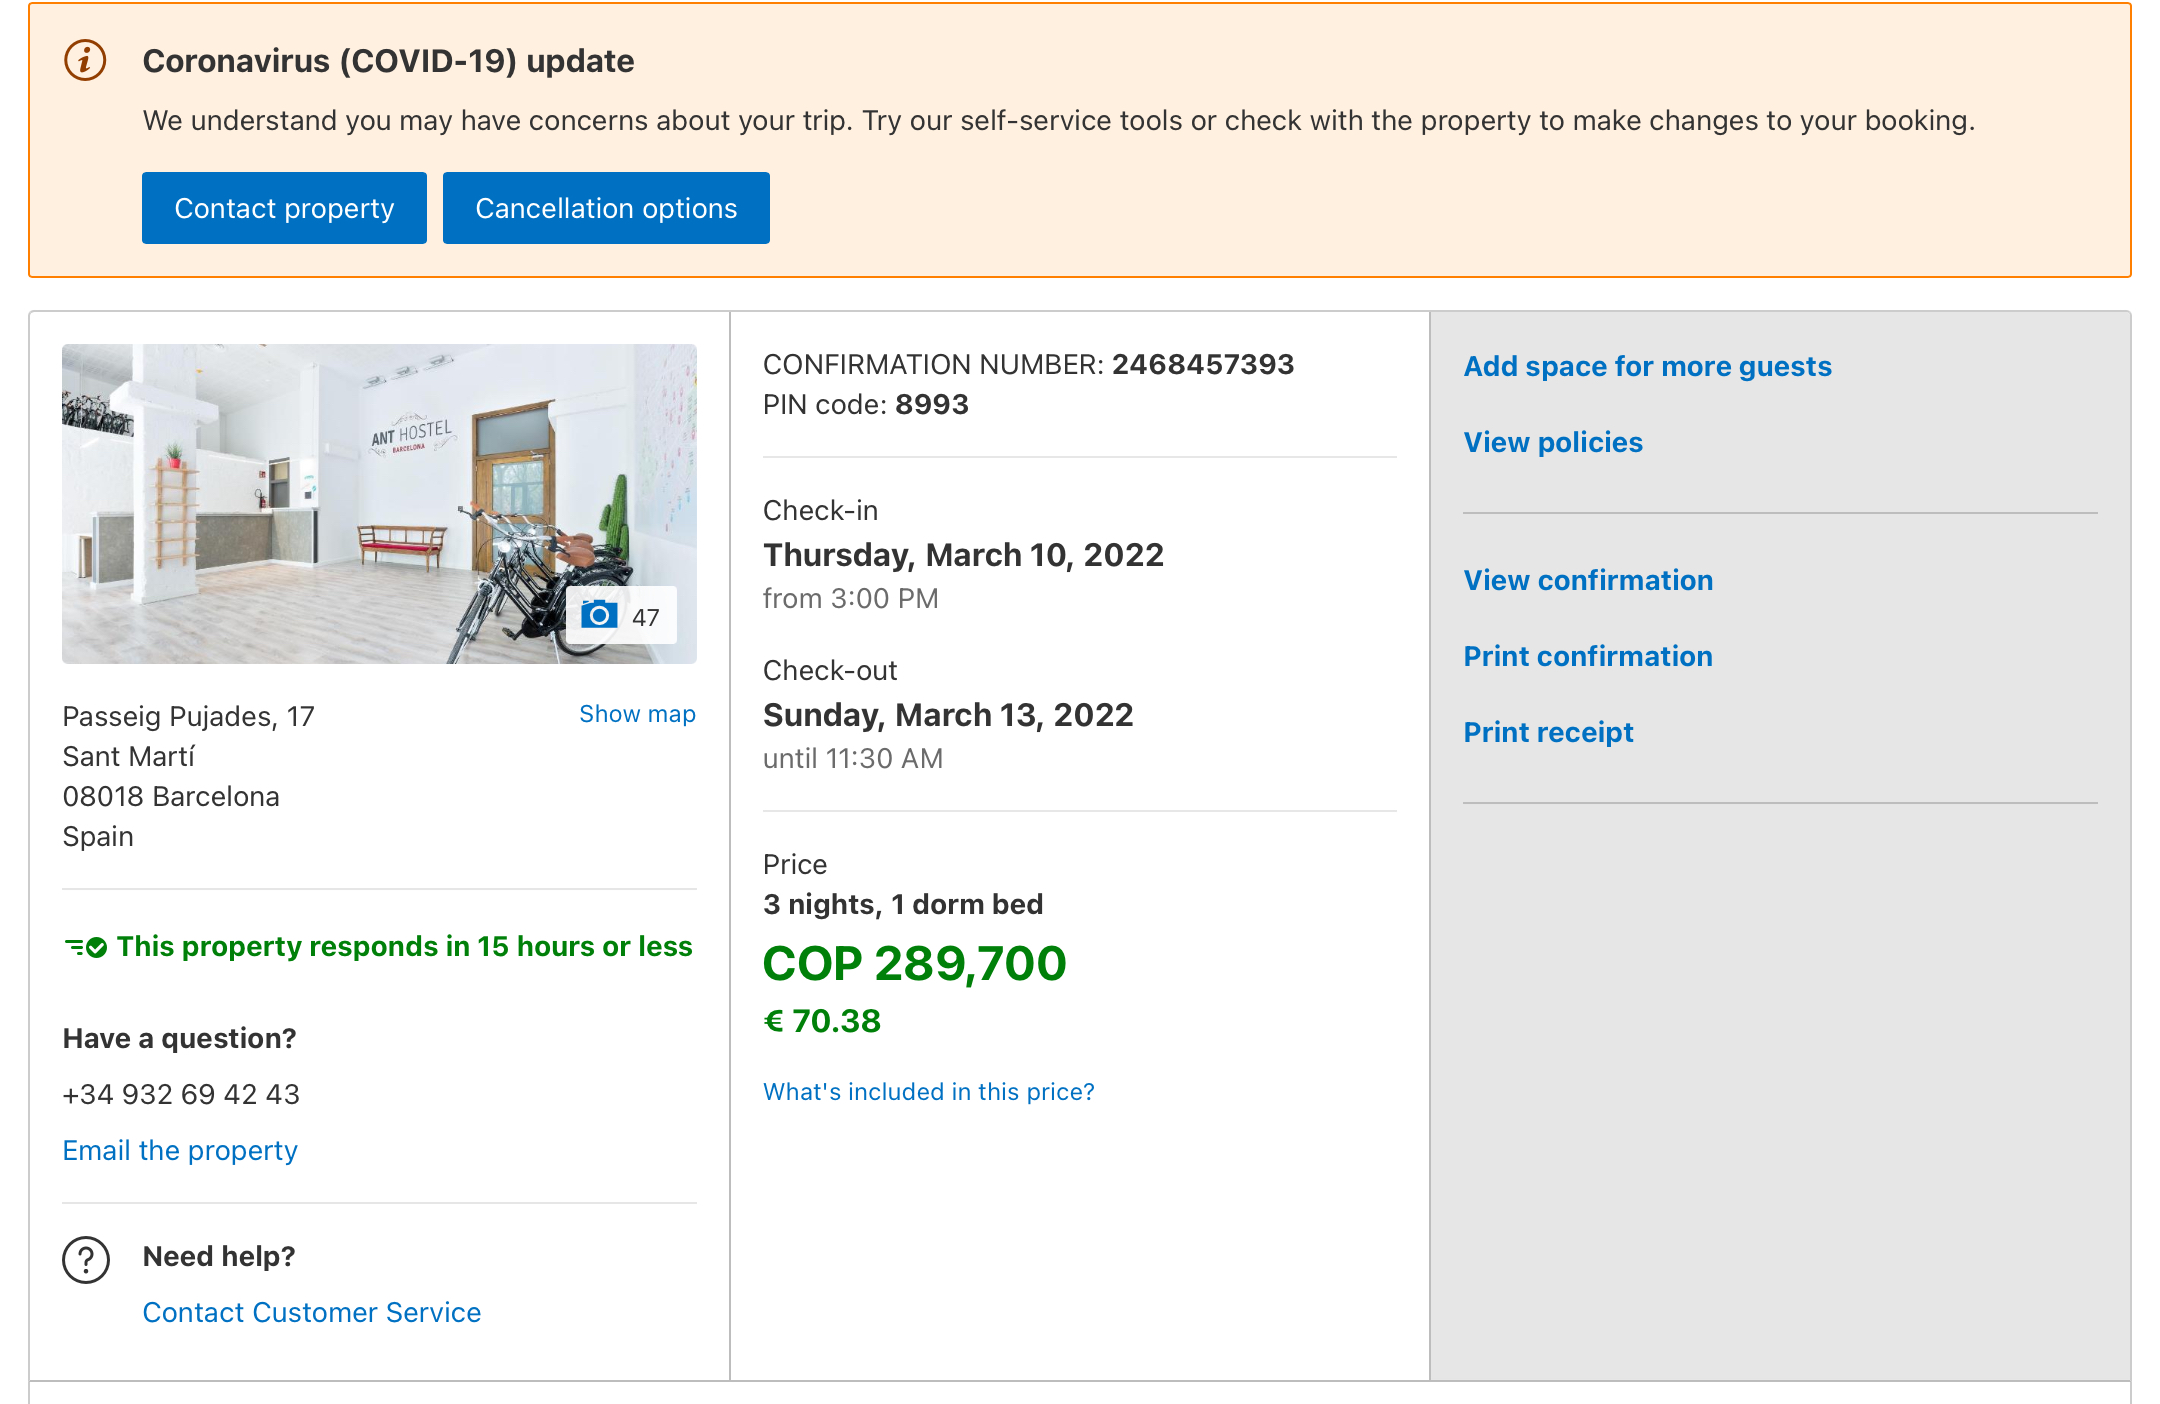 Coronavirus (COVID-19) update
We understand you may have concerns about your trip. Try our self-service tools or check with the property to make changes to your booking.
Contact property
Cancellation options
ANT HOSTEL
BARCELONA
47
Passeig Pujades, 17
Show map
Sant Martí
08018 Barcelona
Spain
This property responds in 15 hours or less
Have a question?
+34 932 69 42 43
Email the property
Need help?
Contact Customer Service
CONFIRMATION NUMBER: 2468457393
PIN code: 8993
Check-in
Thursday, March 10, 2022
from 3:00 PM
Check-out
Sunday, March 13, 2022
until 11:30 AM
Price
3 nights, 1 dorm bed
COP 289,700
€ 70.38
What's included in this price?
Add space for more guests
View policies
View confirmation
Print confirmation
Print receipt